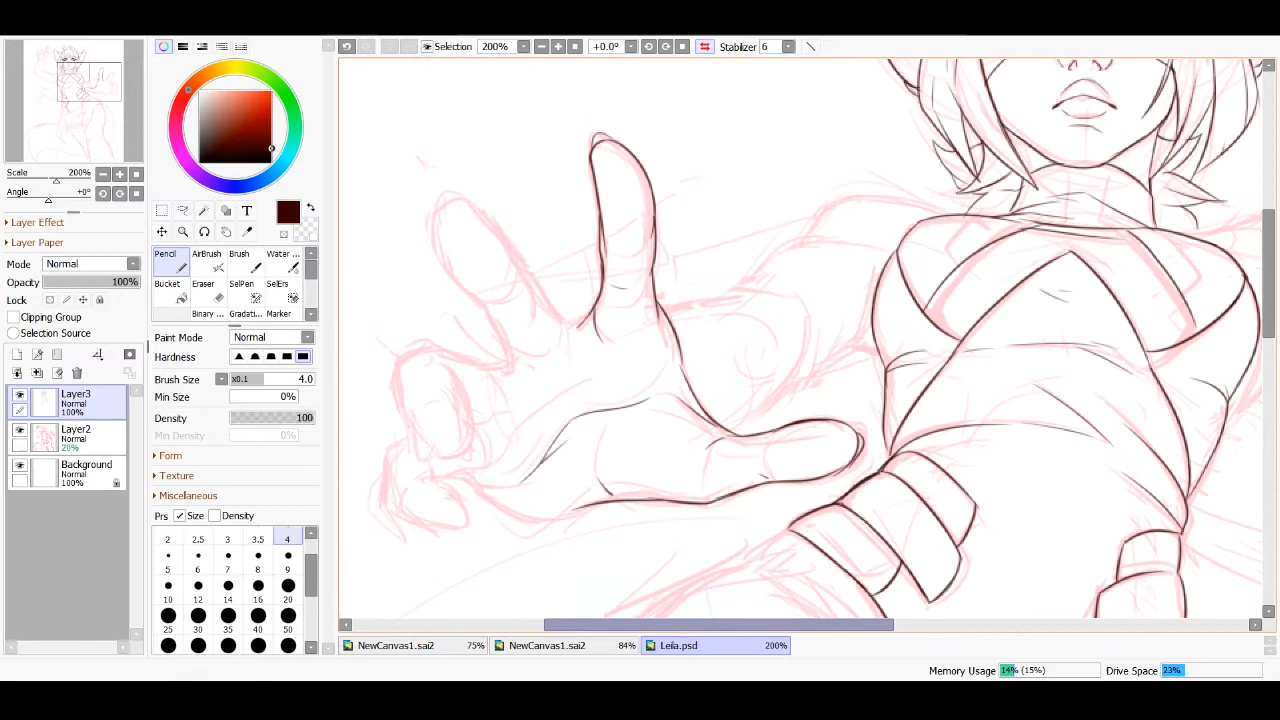 Selection 200% +0.0° Stabilizer 6
Scale 200%
Angle +0°
Layer Effect
Layer Paper
Mode Normal
Opacity 100%
Lock
Clipping Group
Selection Source
Layer3
Normal
100%
Layer2
Normal
20%
Background
Normal
100%
T
Pencil AirBrush Brush Water ...
Bucket Eraser SelPen SelErs
Binary ... Gradati... Marker
Paint Mode Normal
Hardness
Brush Size x0.1 4.0
Min Size 0%
Density 100
Min Density 0%
Form
Texture
Miscellaneous
Prs Size Density
2 2.5 3 3.5 4
5 6 7 8 9
10 12 14 16 20
25 30 35 40 50
NewCanvas1.sai2 75% NewCanvas1.sai2 84% Leila.psd 200%
Memory Usage 14% (15%) Drive Space 23%